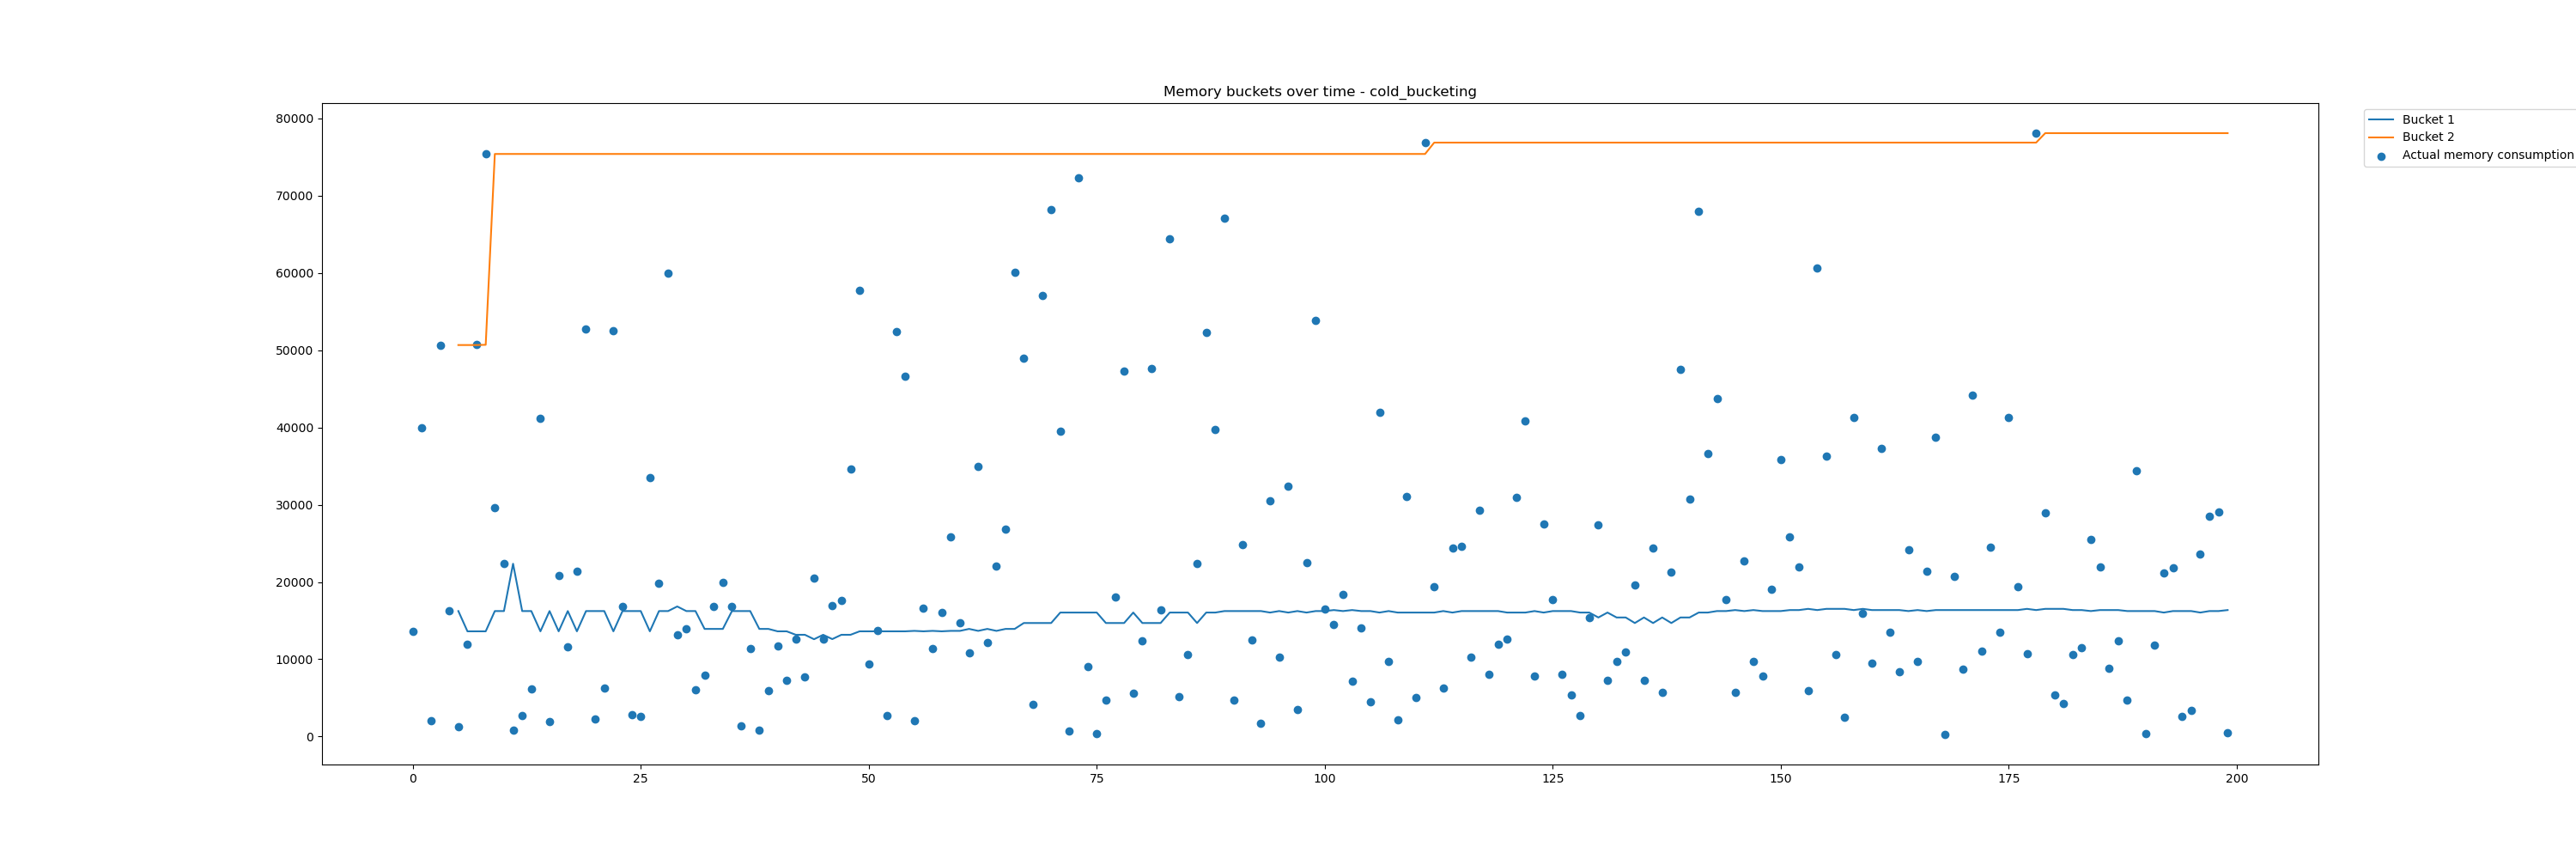 Memory buckets over time - cold_bucketing
80000
70000
60000
50000
40000
30000
20000
10000
0
0 25 50 75 100 125 150 175 200
Bucket 1
Bucket 2
Actual memory consumption